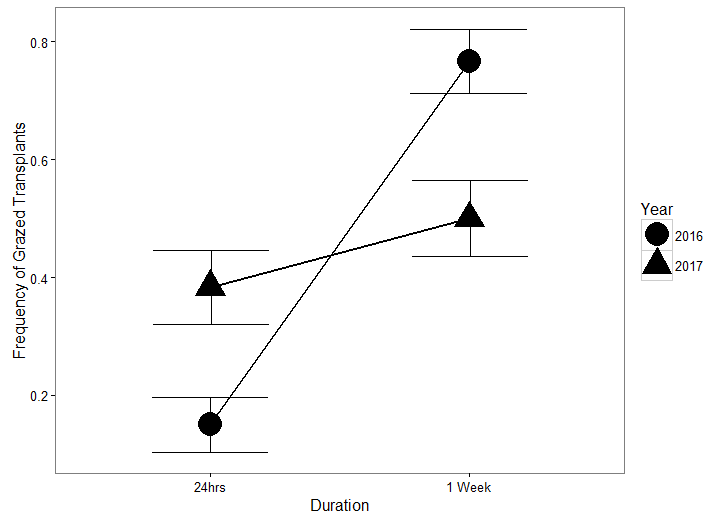 Frequency of Grazed Transplants
0.8
0.6
0.4
0.2
24hrs
1 Week
Duration
Year
2016
2017